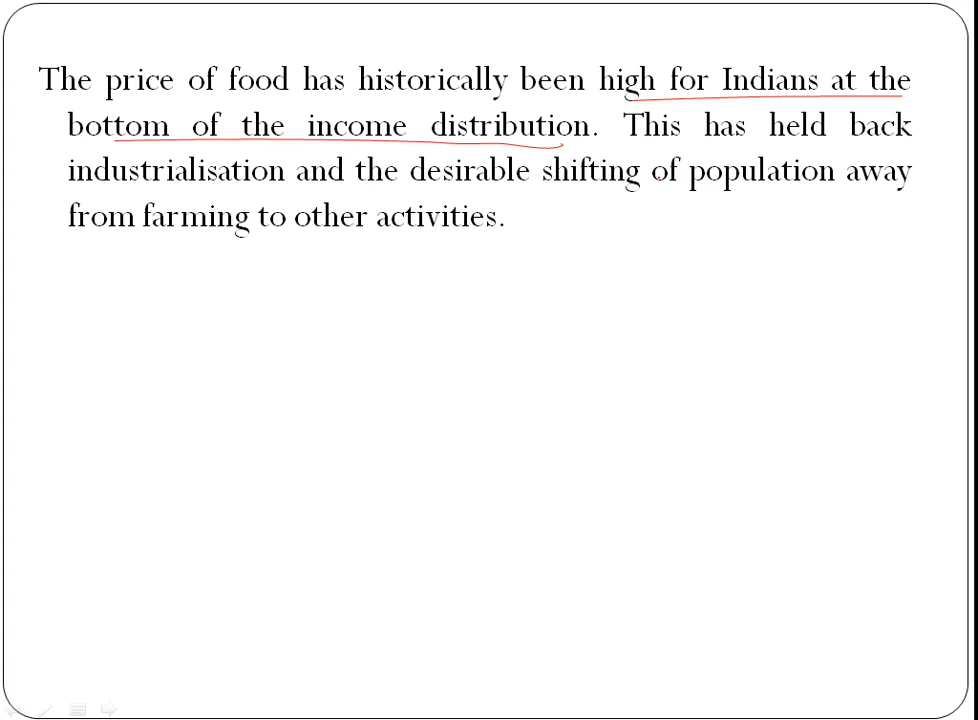 The price of food has historically been high for Indians at the
bottom of the income distribution. This has held back
industrialisation and the desirable shifting of population away
from farming to other activities.